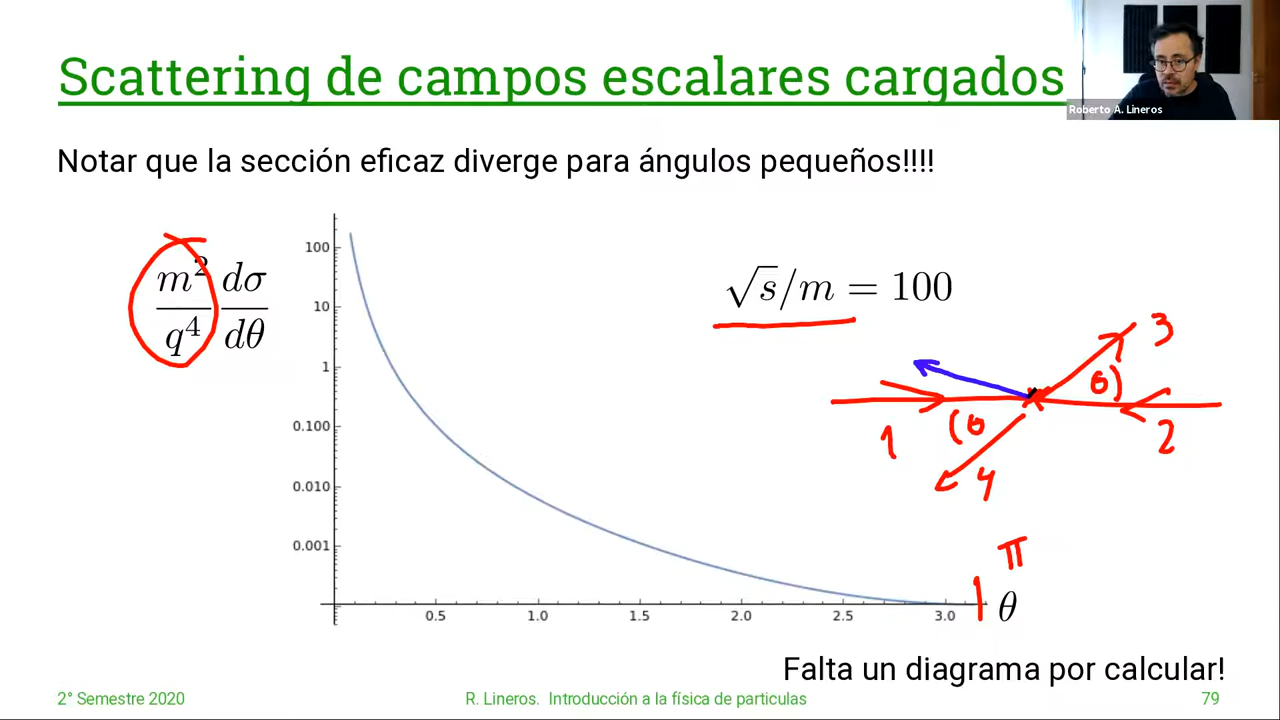 Scattering de campos escalares cargados
Roberto A. Lineros
Notar que la sección eficaz diverge para ángulos pequeños!!!!
m² / q⁴ dσ / dθ
√s/m = 100
100
10
1
0.100
0.010
0.001
0.5 1.0 1.5 2.0 2.5 3.0
θ
π
1
2
3
4
θ
θ
Falta un diagrama por calcular!
2° Semestre 2020
R. Lineros. Introducción a la física de particulas
79